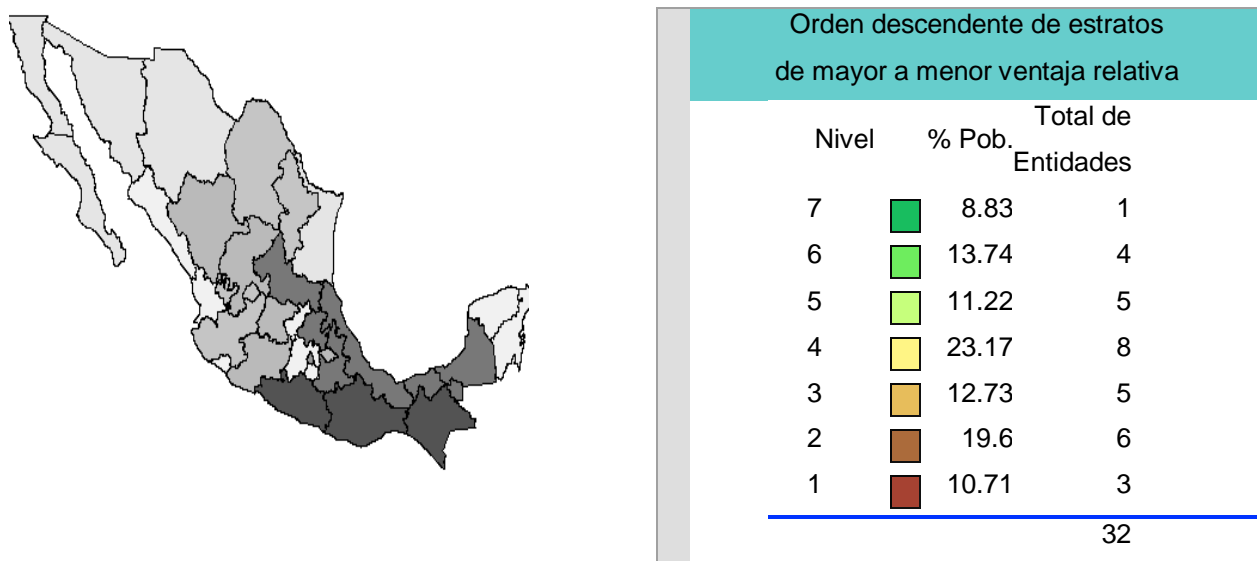 Orden descendente de estratos
de mayor a menor ventaja relativa
Total de
Nivel % Pob.
Entidades
7 8.83 1
6 13.74 4
5 11.22 5
4 23.17 8
3 12.73 5
2 19.6 6
1 10.71 3
32